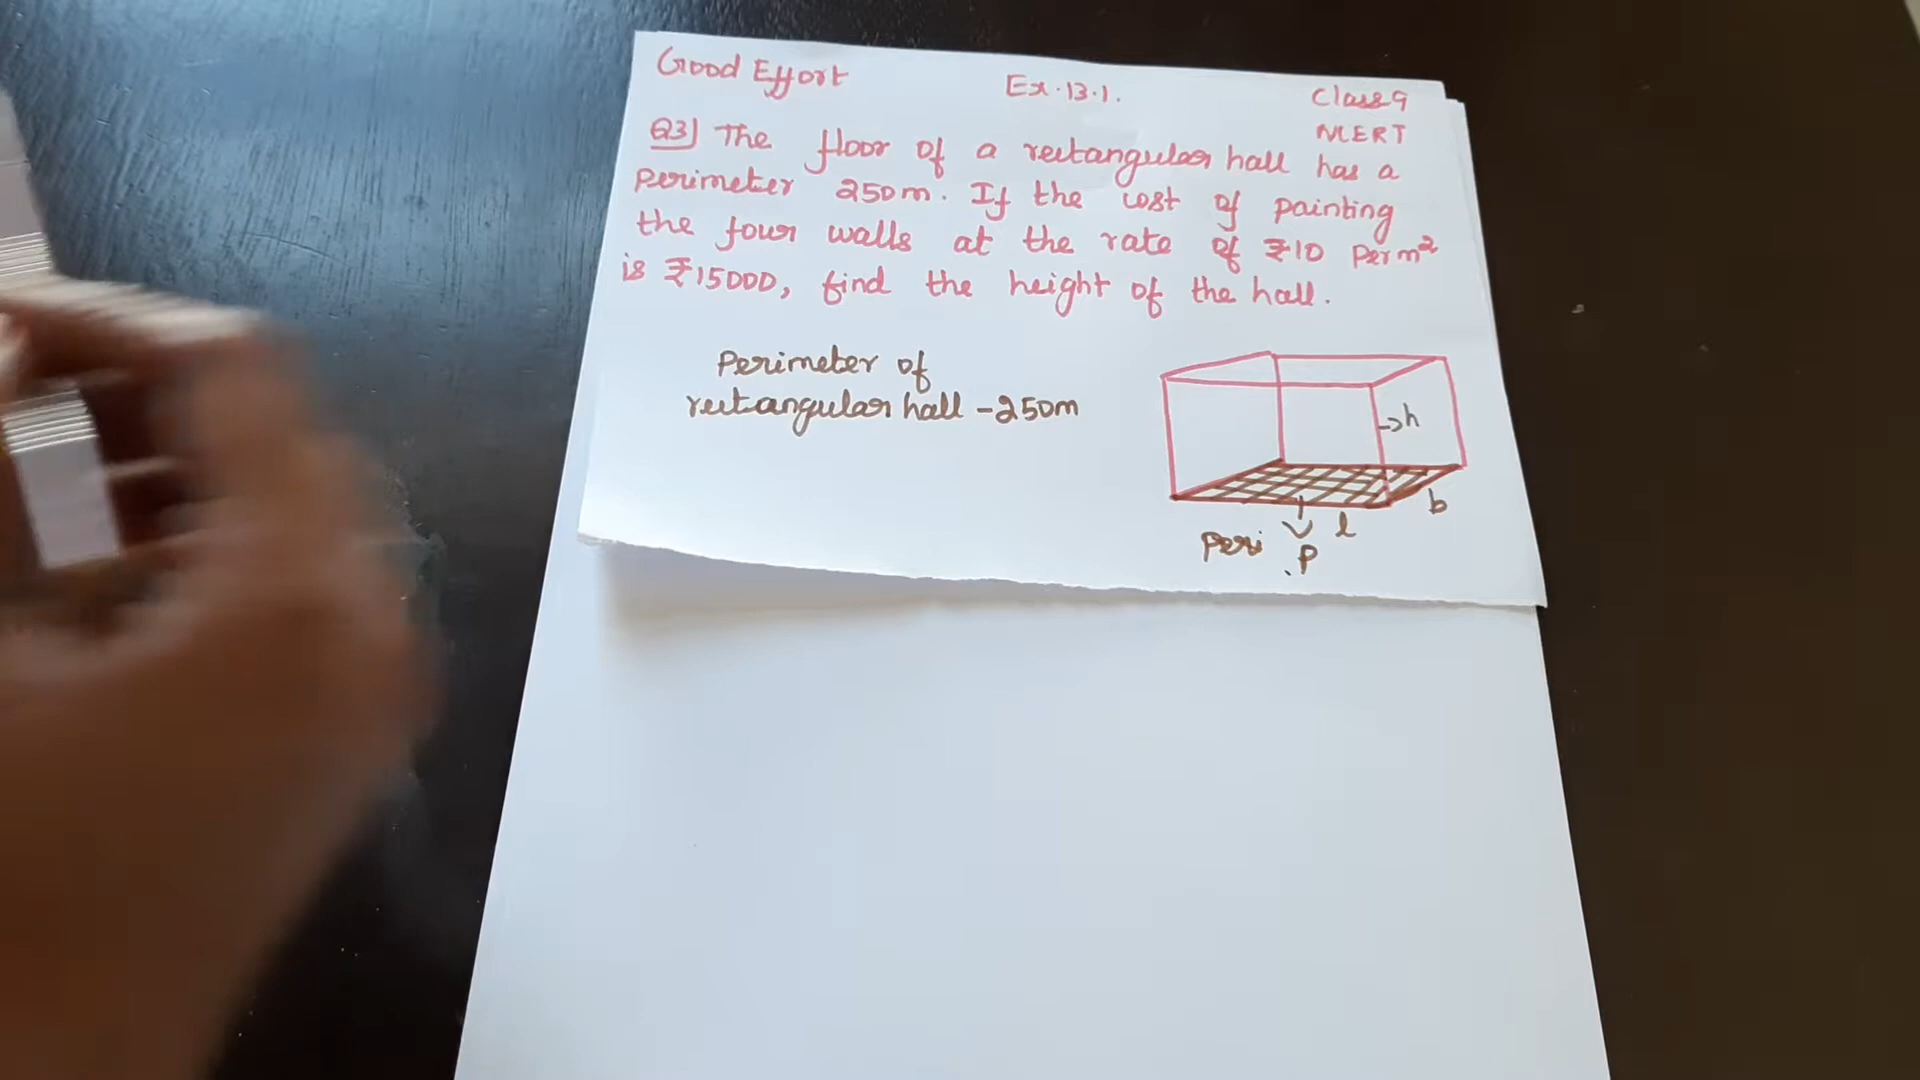 Good Effort Ex.13.1. Class 9
NCERT
Q3] The floor of a rectangular hall has a
perimeter 250m. If the cost of painting
the four walls at the rate of ₹10 Per m²
is ₹15000, find the height of the hall.
Perimeter of
rectangular hall - 250m
→h
b
l
Peri P